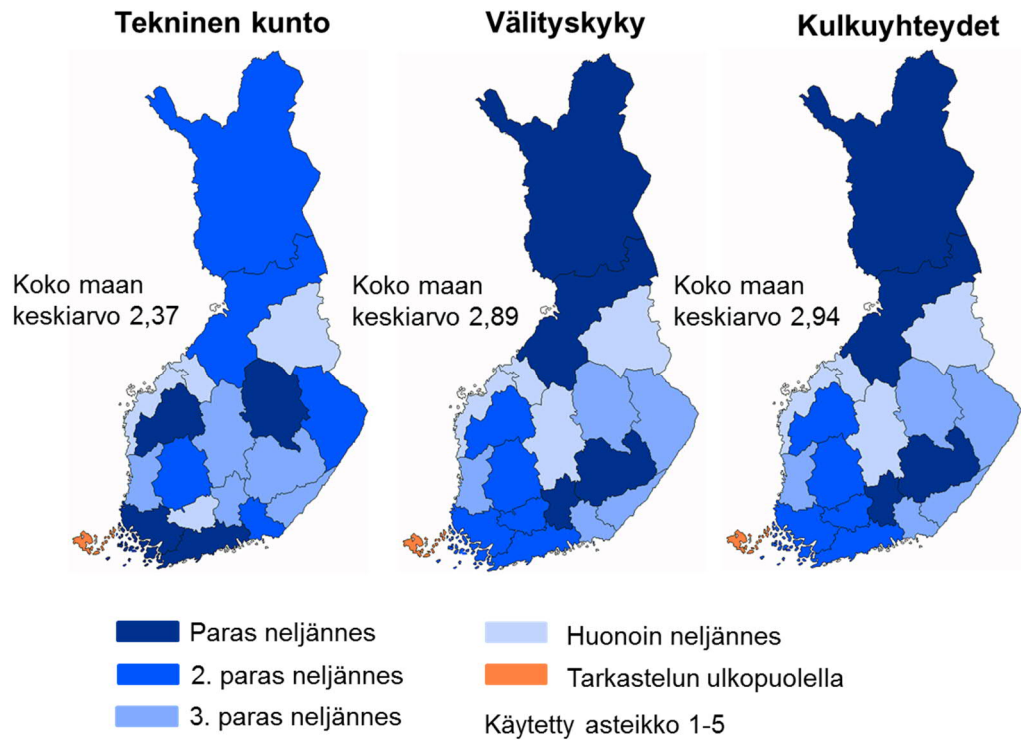 Tekninen kunto
Välityskyky
Kulkuyhteydet
Koko maan
keskiarvo 2,37
Koko maan
keskiarvo 2,89
Koko maan
keskiarvo 2,94
Paras neljännes
2. paras neljännes
3. paras neljännes
Huonoin neljännes
Tarkastelun ulkopuolella
Käytetty asteikko 1-5